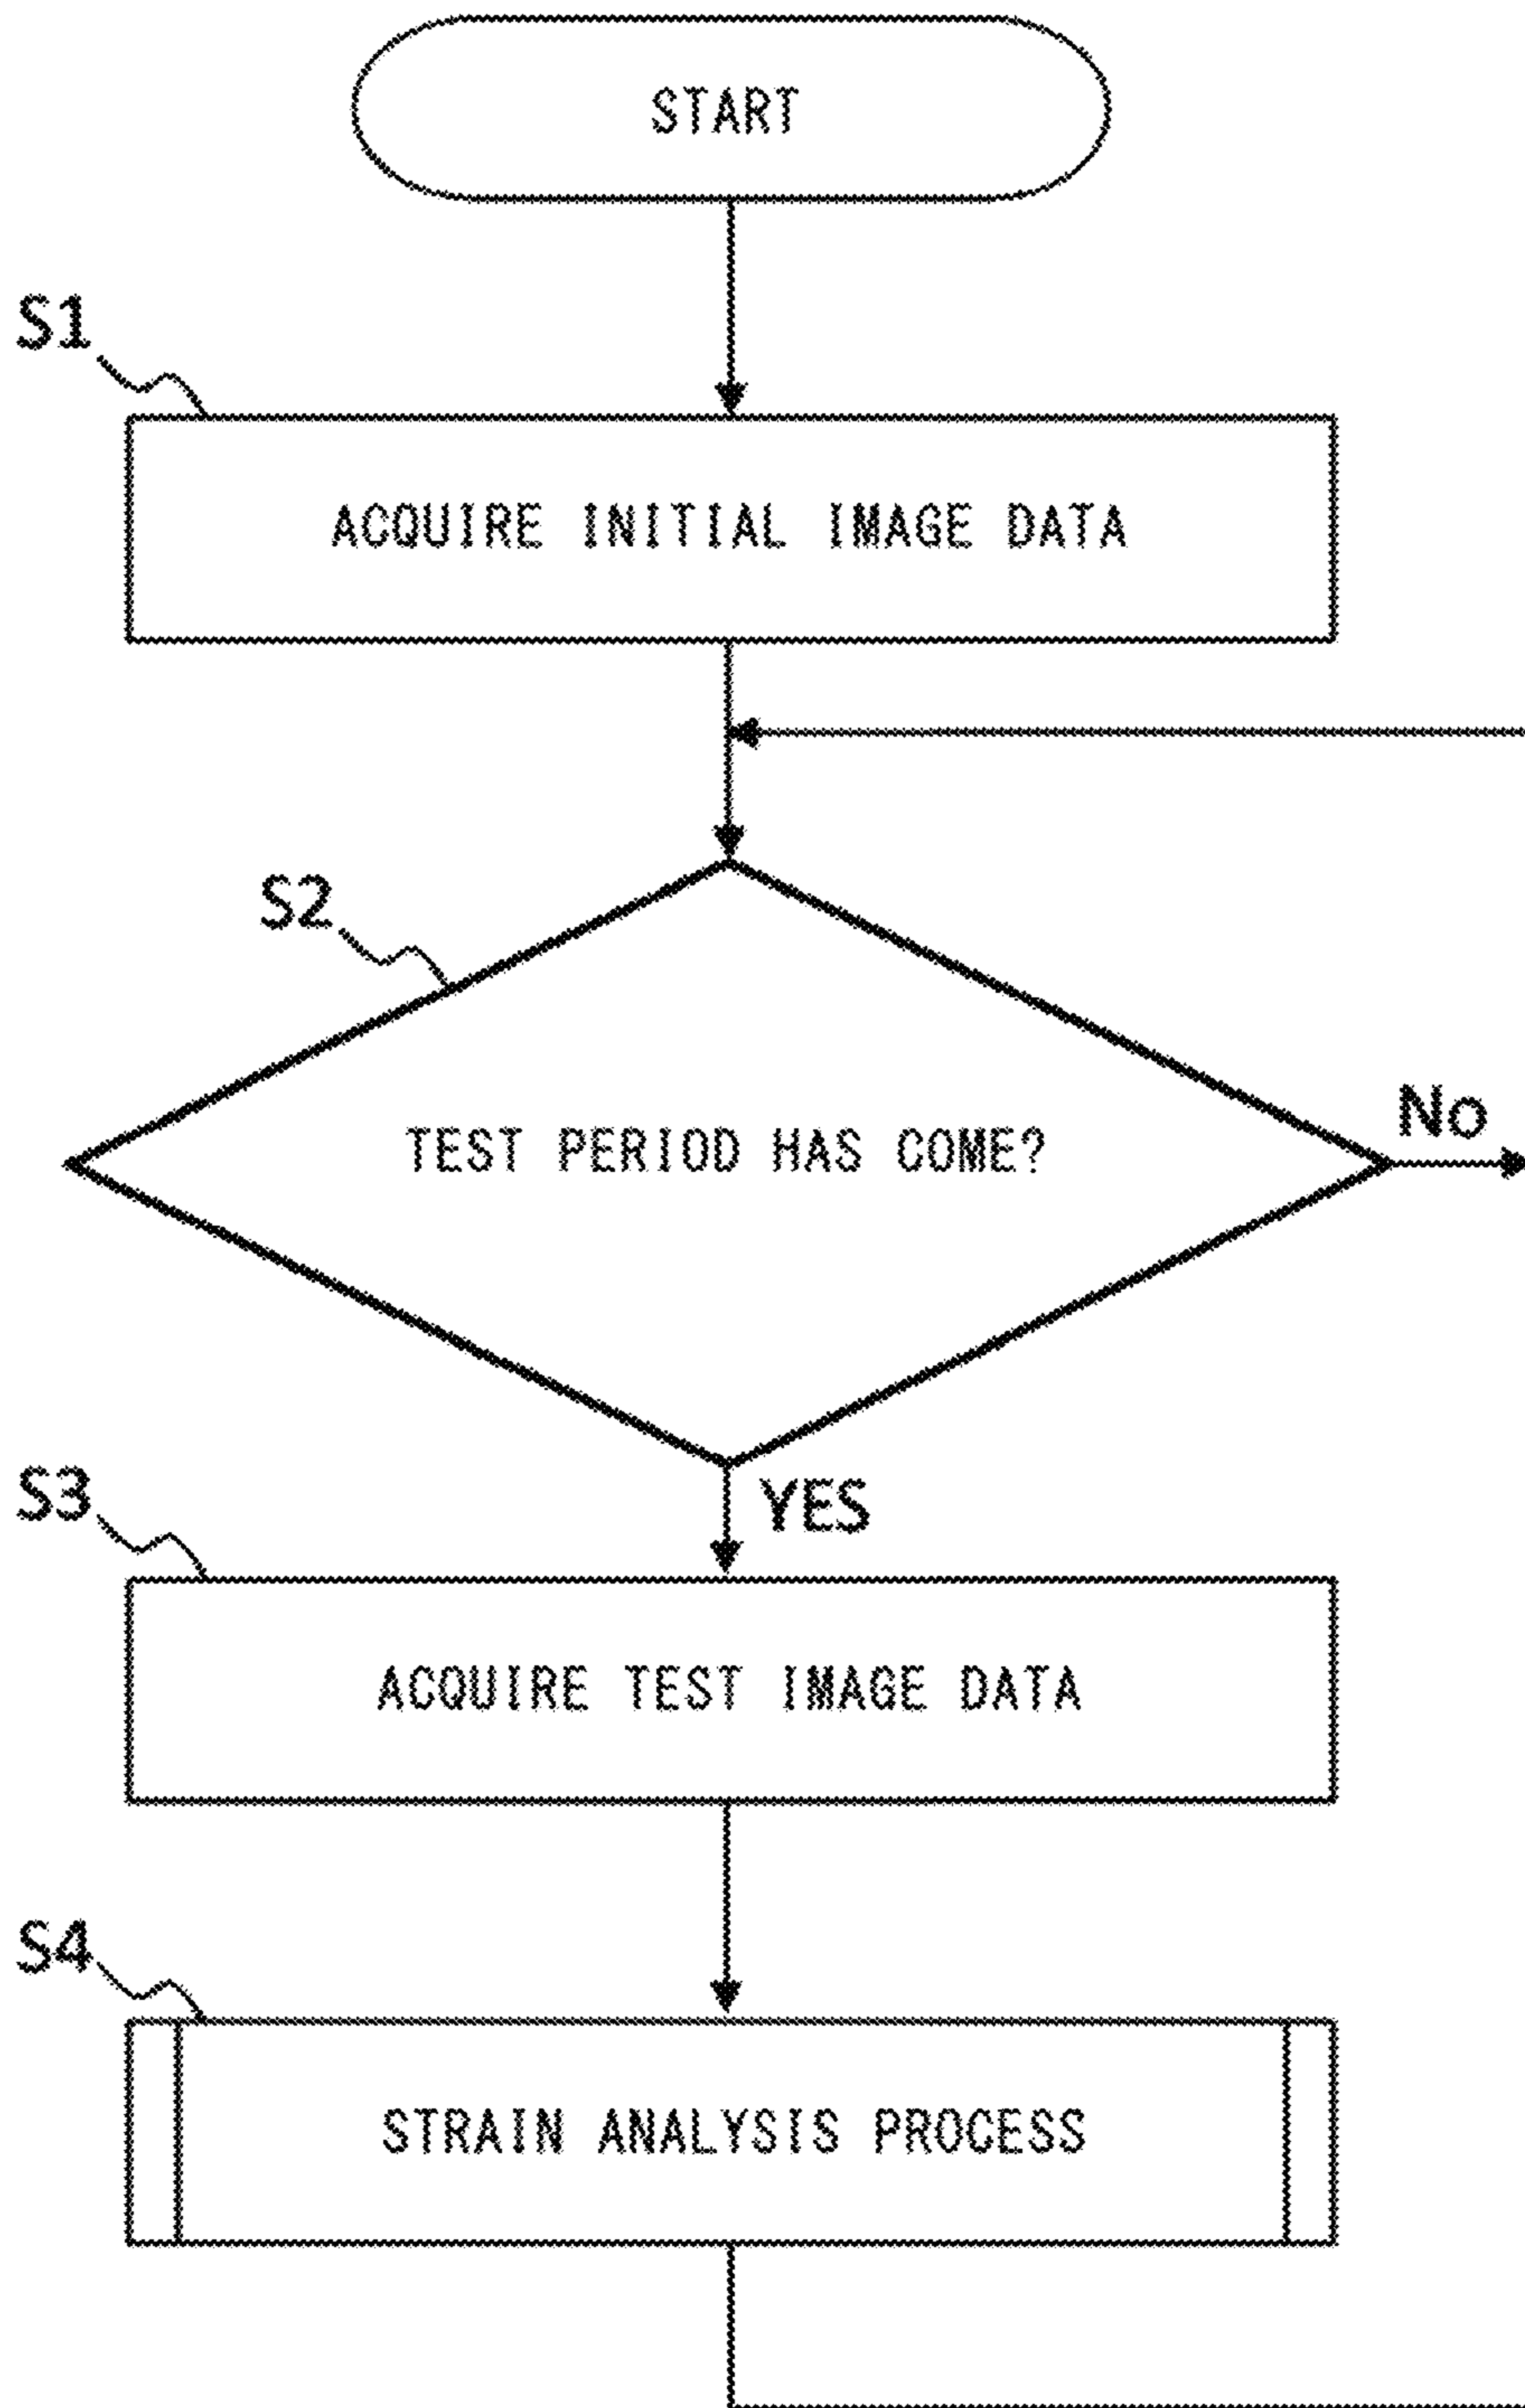 START
S1
ACQUIRE INITIAL IMAGE DATA
S2
TEST PERIOD HAS COME?
No
YES
S3
ACQUIRE TEST IMAGE DATA
S4
STRAIN ANALYSIS PROCESS